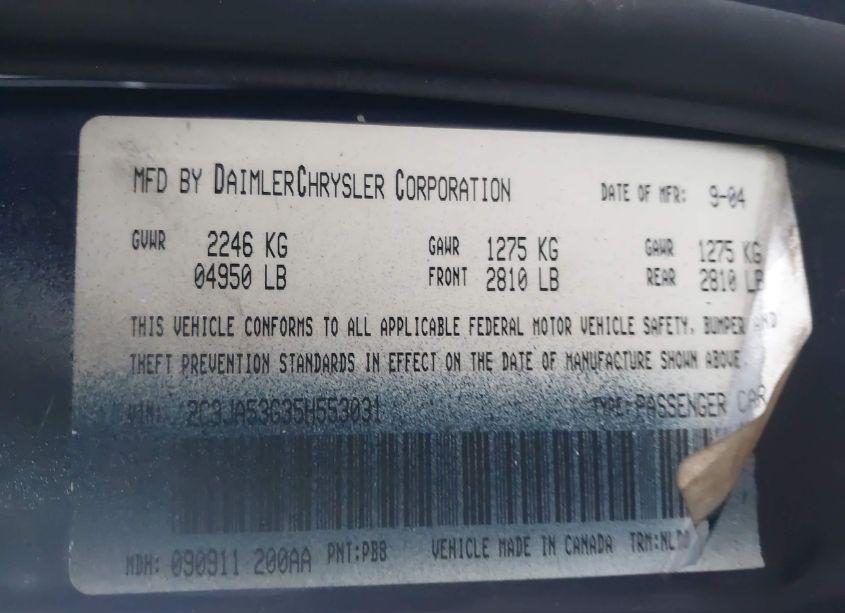 MFD BY DAIMLERCHRYSLER CORPORATION DATE OF MFR: 9-04
GVWR 2246 KG GAWR 1275 KG GAWR 1275 KG
04950 LB FRONT 2810 LB REAR 2810 LB
THIS VEHICLE CONFORMS TO ALL APPLICABLE FEDERAL MOTOR VEHICLE SAFETY, BUMPER AND
THEFT PREVENTION STANDARDS IN EFFECT ON THE DATE OF MANUFACTURE SHOWN ABOVE.
VIN: 2C3JA53G35H553031 TYPE: PASSENGER CAR
MDH: 090911 200AA PNT:PB8 VEHICLE MADE IN CANADA